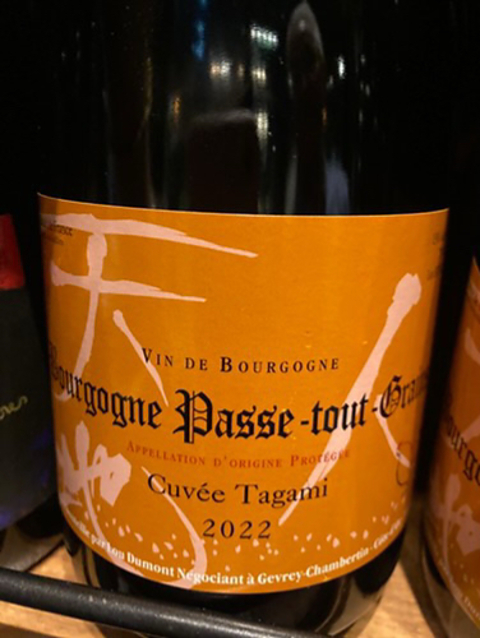 天地人
VIN DE BOURGOGNE
Bourgogne Passe-tout-Grains
APPELLATION D'ORIGINE PROTÉGÉE
Cuvée Tagami
2022
par Lou Dumont Négociant à Gevrey-Chambertin - Côte-d'Or